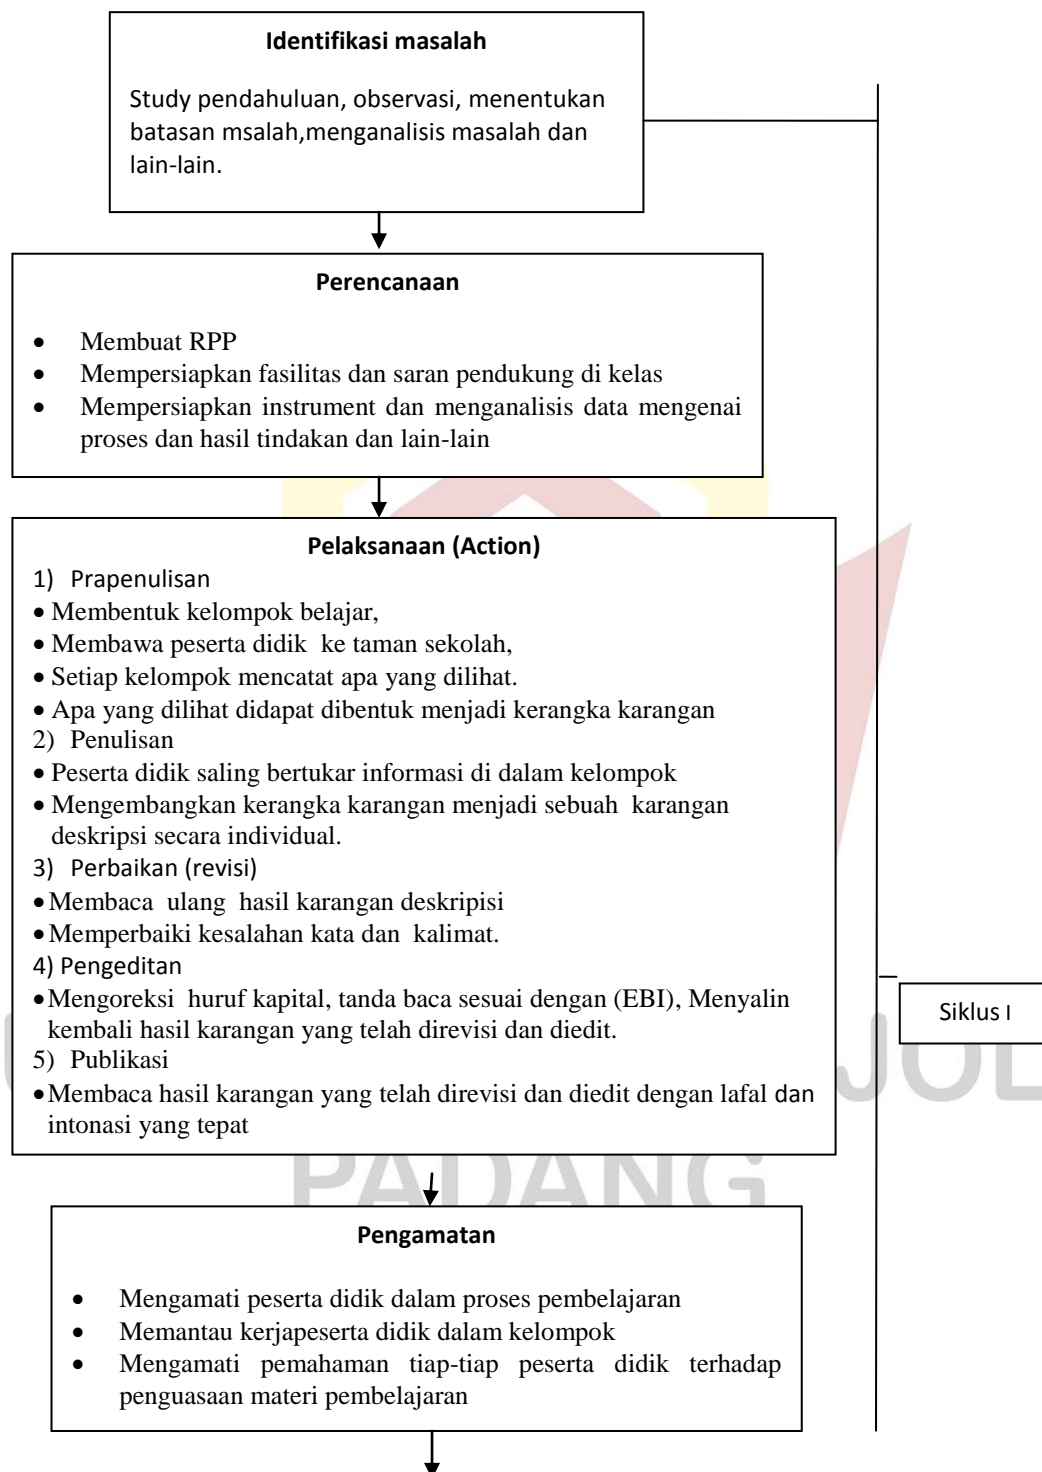 Identifikasi masalah
Study pendahuluan, observasi, menentukan
batasan msalah,menganalisis masalah dan
lain-lain.
Perencanaan
• Membuat RPP
• Mempersiapkan fasilitas dan saran pendukung di kelas
• Mempersiapkan instrument dan menganalisis data mengenai
proses dan hasil tindakan dan lain-lain
Pelaksanaan (Action)
1) Prapenulisan
• Membentuk kelompok belajar,
• Membawa peserta didik ke taman sekolah,
• Setiap kelompok mencatat apa yang dilihat.
• Apa yang dilihat didapat dibentuk menjadi kerangka karangan
2) Penulisan
• Peserta didik saling bertukar informasi di dalam kelompok
• Mengembangkan kerangka karangan menjadi sebuah karangan
deskripsi secara individual.
3) Perbaikan (revisi)
• Membaca ulang hasil karangan deskripisi
• Memperbaiki kesalahan kata dan kalimat.
4) Pengeditan
• Mengoreksi huruf kapital, tanda baca sesuai dengan (EBI), Menyalin
kembali hasil karangan yang telah direvisi dan diedit.
5) Publikasi
• Membaca hasil karangan yang telah direvisi dan diedit dengan lafal dan
intonasi yang tepat
Siklus I
PADANG
Pengamatan
• Mengamati peserta didik dalam proses pembelajaran
• Memantau kerjapeserta didik dalam kelompok
• Mengamati pemahaman tiap-tiap peserta didik terhadap
penguasaan materi pembelajaran